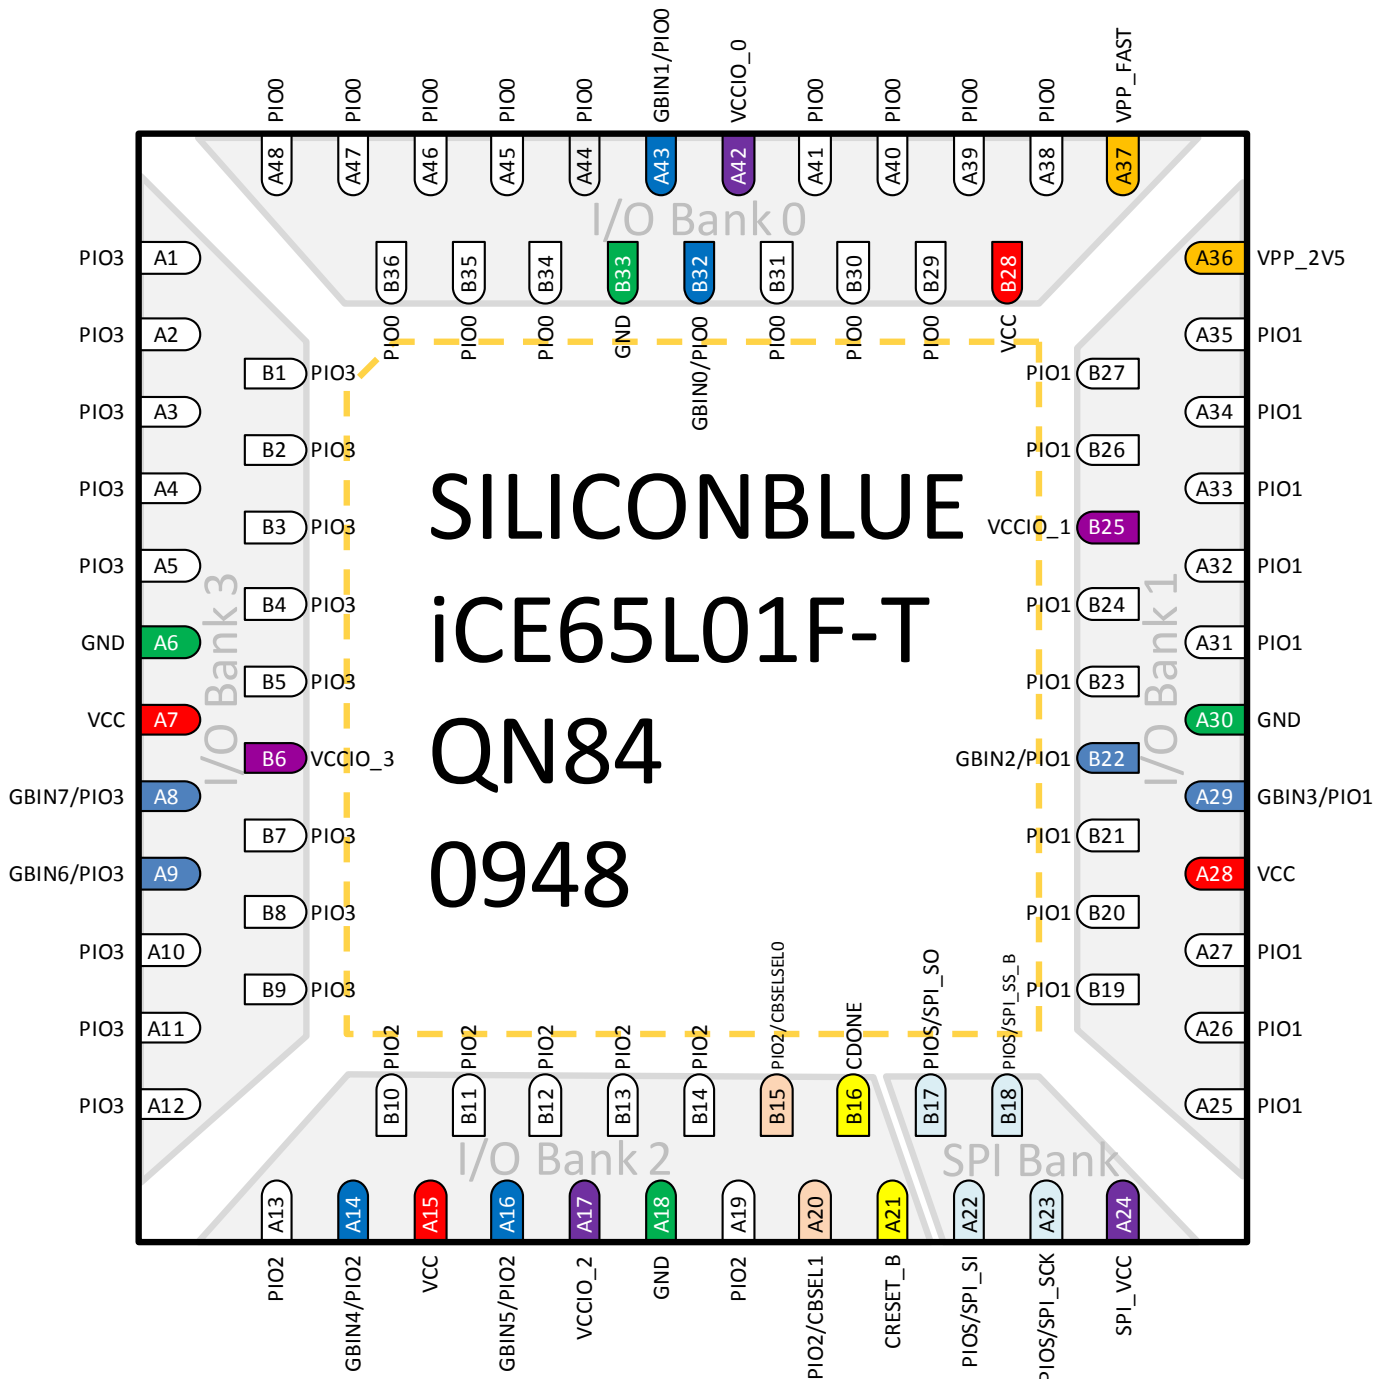 PIO0 PIO0 PIO0 PIO0 PIO0 GBIN1/PIO0 VCCIO_0 PIO0 PIO0 PIO0 PIO0 VPP_FAST
A48 A47 A46 A45 A44 A43 A42 A41 A40 A39 A38 A37
I/O Bank 0
B36 B35 B34 B33 B32 B31 B30 B29 B28
PIO0 PIO0 PIO0 GND GBIN0/PIO0 PIO0 PIO0 PIO0 VCC
PIO3 A1
PIO3 A2
PIO3 A3
PIO3 A4
PIO3 A5
GND A6
VCC A7
GBIN7/PIO3 A8
GBIN6/PIO3 A9
PIO3 A10
PIO3 A11
PIO3 A12
I/O Bank 3
B1 PIO3
B2 PIO3
B3 PIO3
B4 PIO3
B5 PIO3
B6 VCCIO_3
B7 PIO3
B8 PIO3
B9 PIO3
SILICONBLUE
iCE65L01F-T
QN84
0948
PIO1 B27
PIO1 B26
VCCIO_1 B25
PIO1 B24
PIO1 B23
GBIN2/PIO1 B22
PIO1 B21
PIO1 B20
PIO1 B19
I/O Bank 1
A36 VPP_2V5
A35 PIO1
A34 PIO1
A33 PIO1
A32 PIO1
A31 PIO1
A30 GND
A29 GBIN3/PIO1
A28 VCC
A27 PIO1
A26 PIO1
A25 PIO1
PIO2 PIO2 PIO2 PIO2 PIO2 PIO2/CBSELSEL0 CDONE PIOS/SPI_SO PIOS/SPI_SS_B
B10 B11 B12 B13 B14 B15 B16 B17 B18
I/O Bank 2
SPI Bank
A13 A14 A15 A16 A17 A18 A19 A20 A21 A22 A23 A24
PIO2 GBIN4/PIO2 VCC GBIN5/PIO2 VCCIO_2 GND PIO2 PIO2/CBSEL1 CRESET_B PIOS/SPI_SI PIOS/SPI_SCK SPI_VCC